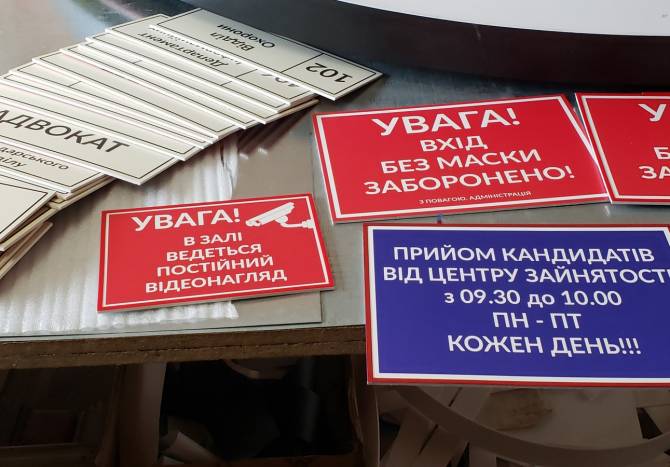 102
Відділ
Охорони
Департамент
АДВОКАТ
УВАГА!
ВХІД
БЕЗ МАСКИ
ЗАБОРОНЕНО!
З ПОВАГОЮ. АДМІНІСТРАЦІЯ
УВАГА!
В ЗАЛІ
ВЕДЕТЬСЯ
ПОСТІЙНИЙ
ВІДЕОНАГЛЯД
ПРИЙОМ КАНДИДАТІВ
ВІД ЦЕНТРУ ЗАЙНЯТОСТІ
з 09.30 до 10.00
ПН - ПТ
КОЖЕН ДЕНЬ!!!